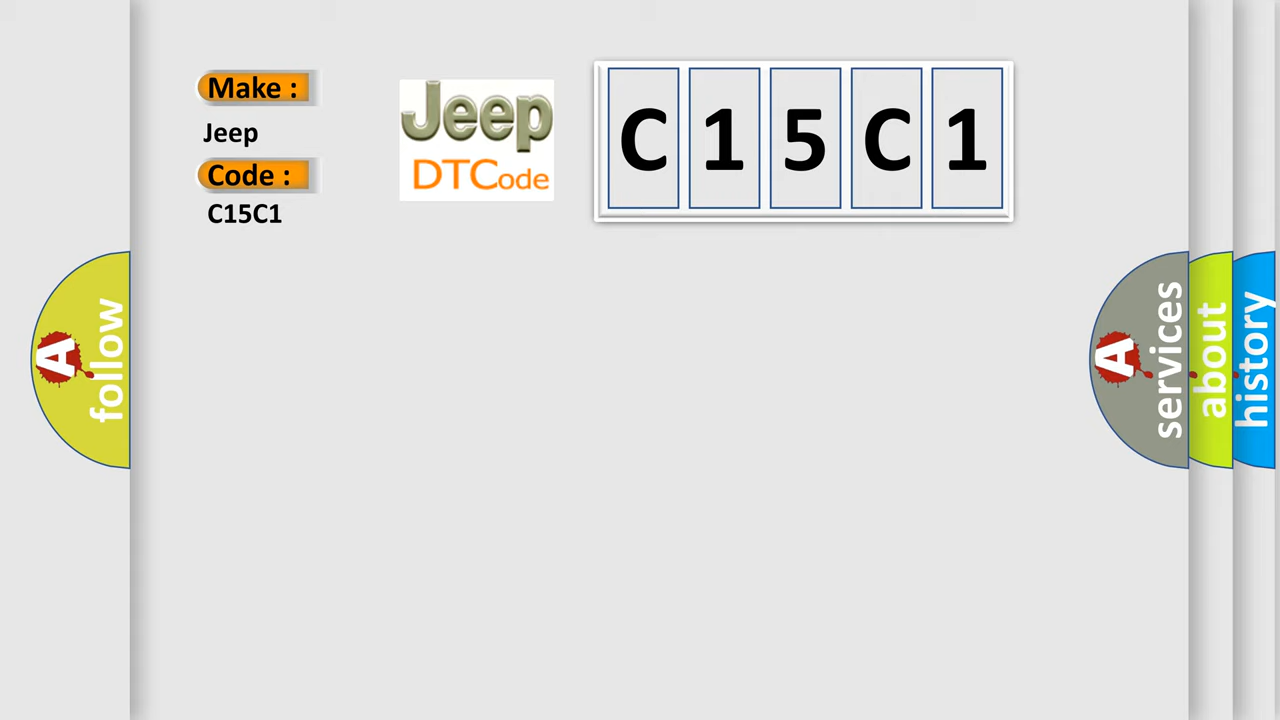 Make :
Jeep
Code :
C15C1
Jeep
DTCode
C 1 5 C 1
A
follow
A
services
about
history